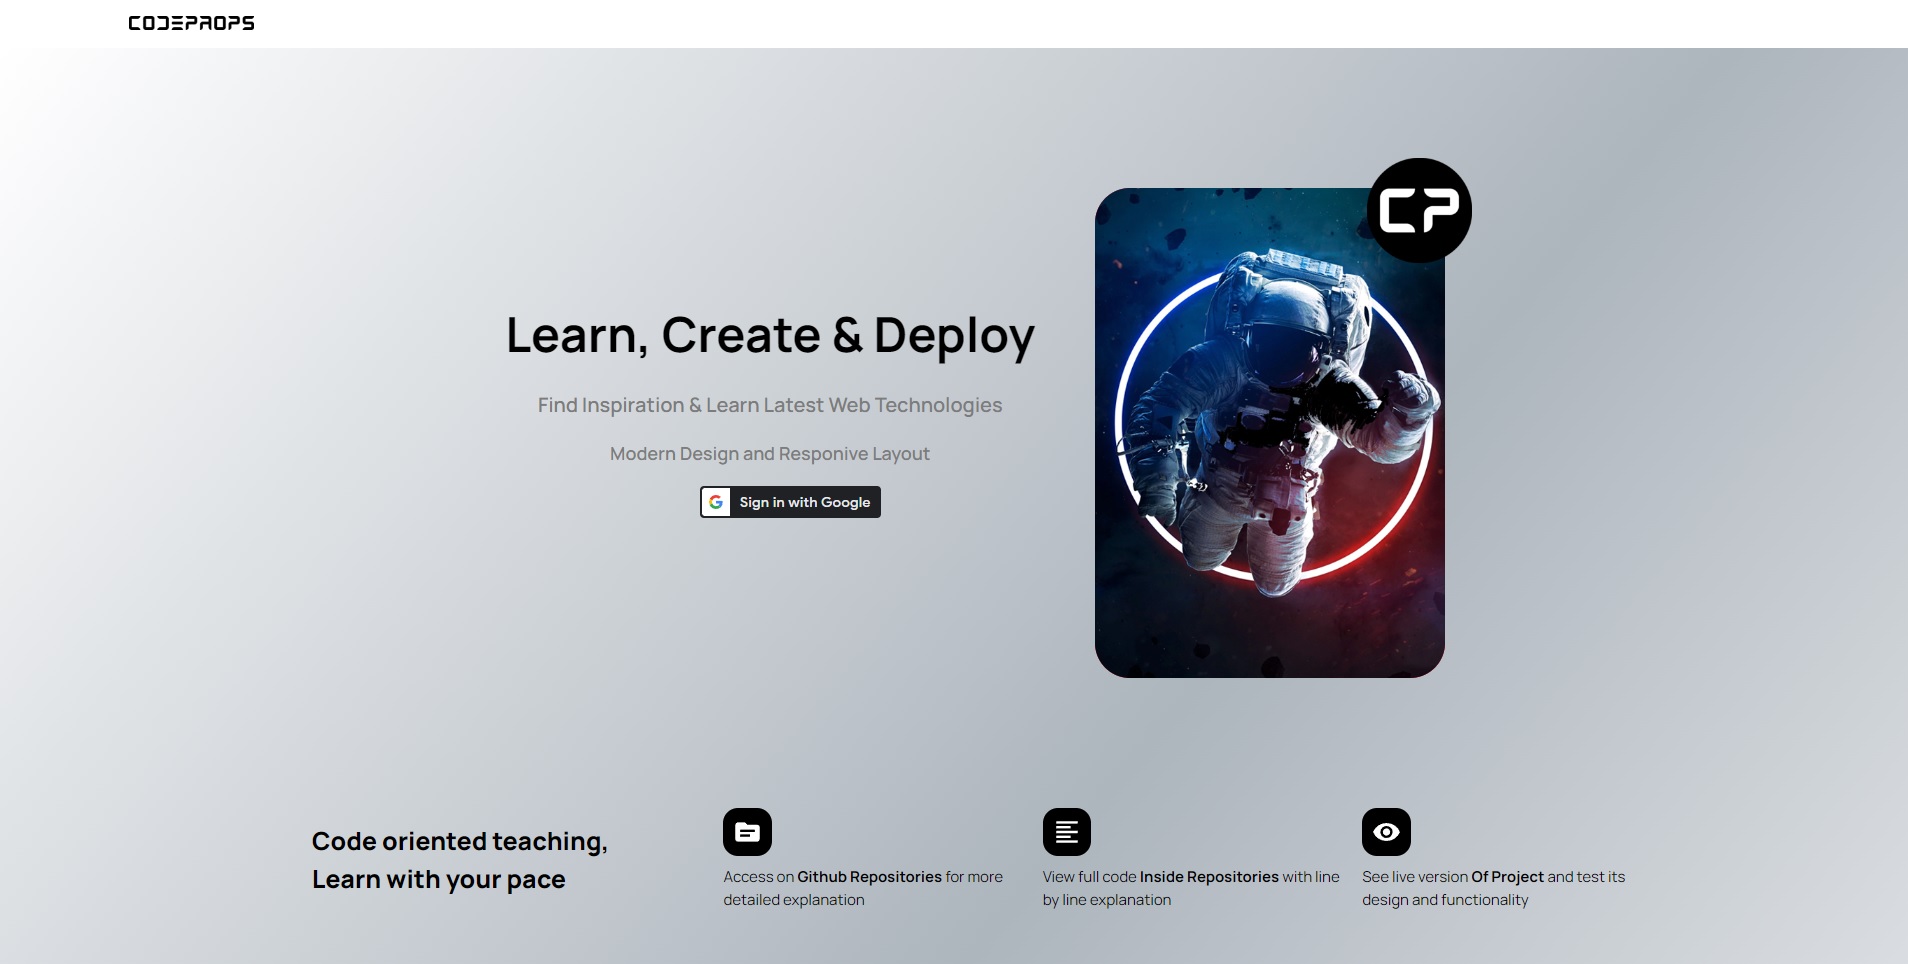 CODEPROPS
CP
Learn, Create & Deploy
Find Inspiration & Learn Latest Web Technologies
Modern Design and Responive Layout
Sign in with Google
Code oriented teaching,
Learn with your pace
Access on Github Repositories for more
detailed explanation
View full code Inside Repositories with line
by line explanation
See live version Of Project and test its
design and functionality